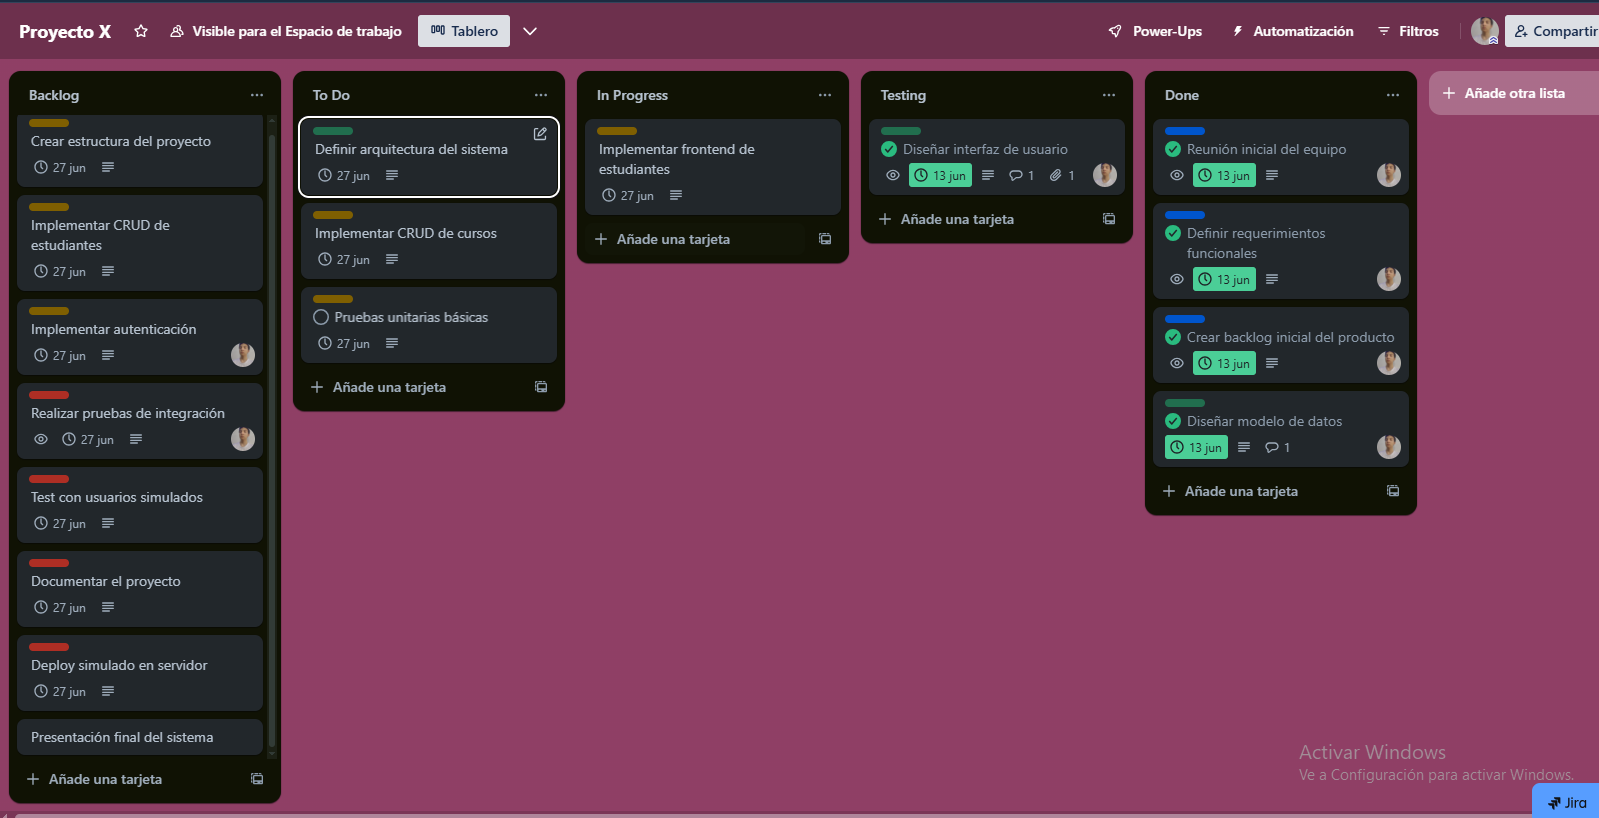 Proyecto X
Visible para el Espacio de trabajo
Tablero
Power-Ups
Automatización
Filtros
Compartir
Backlog
Crear estructura del proyecto
27 jun
Implementar CRUD de
estudiantes
27 jun
Implementar autenticación
27 jun
Realizar pruebas de integración
27 jun
Test con usuarios simulados
27 jun
Documentar el proyecto
27 jun
Deploy simulado en servidor
27 jun
Presentación final del sistema
Añade una tarjeta
To Do
Definir arquitectura del sistema
27 jun
Implementar CRUD de cursos
27 jun
Pruebas unitarias básicas
27 jun
Añade una tarjeta
In Progress
Implementar frontend de
estudiantes
27 jun
Añade una tarjeta
Testing
Diseñar interfaz de usuario
13 jun 1 1
Añade una tarjeta
Done
Reunión inicial del equipo
13 jun
Definir requerimientos
funcionales
13 jun
Crear backlog inicial del producto
13 jun
Diseñar modelo de datos
13 jun 1
Añade una tarjeta
Añade otra lista
Activar Windows
Ve a Configuración para activar Windows.
Jira